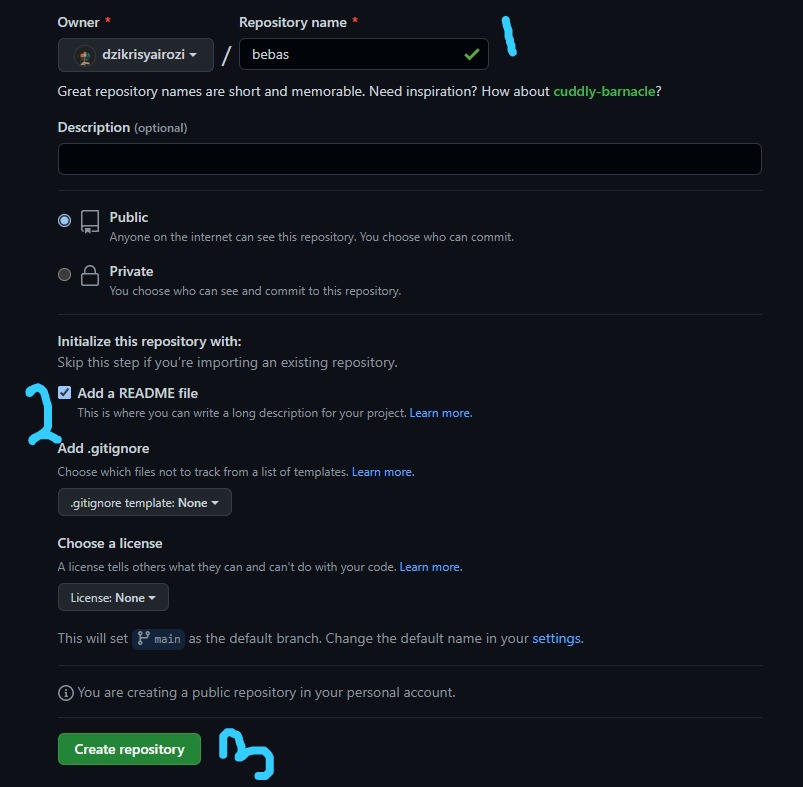 Owner * Repository name *
1
dzikrisyairozi / bebas
Great repository names are short and memorable. Need inspiration? How about cuddly-barnacle?
Description (optional)
Public
Anyone on the internet can see this repository. You choose who can commit.
Private
You choose who can see and commit to this repository.
Initialize this repository with:
Skip this step if you're importing an existing repository.
2
Add a README file
This is where you can write a long description for your project. Learn more.
Add .gitignore
Choose which files not to track from a list of templates. Learn more.
.gitignore template: None
Choose a license
A license tells others what they can and can't do with your code. Learn more.
License: None
This will set main as the default branch. Change the default name in your settings.
You are creating a public repository in your personal account.
Create repository
3